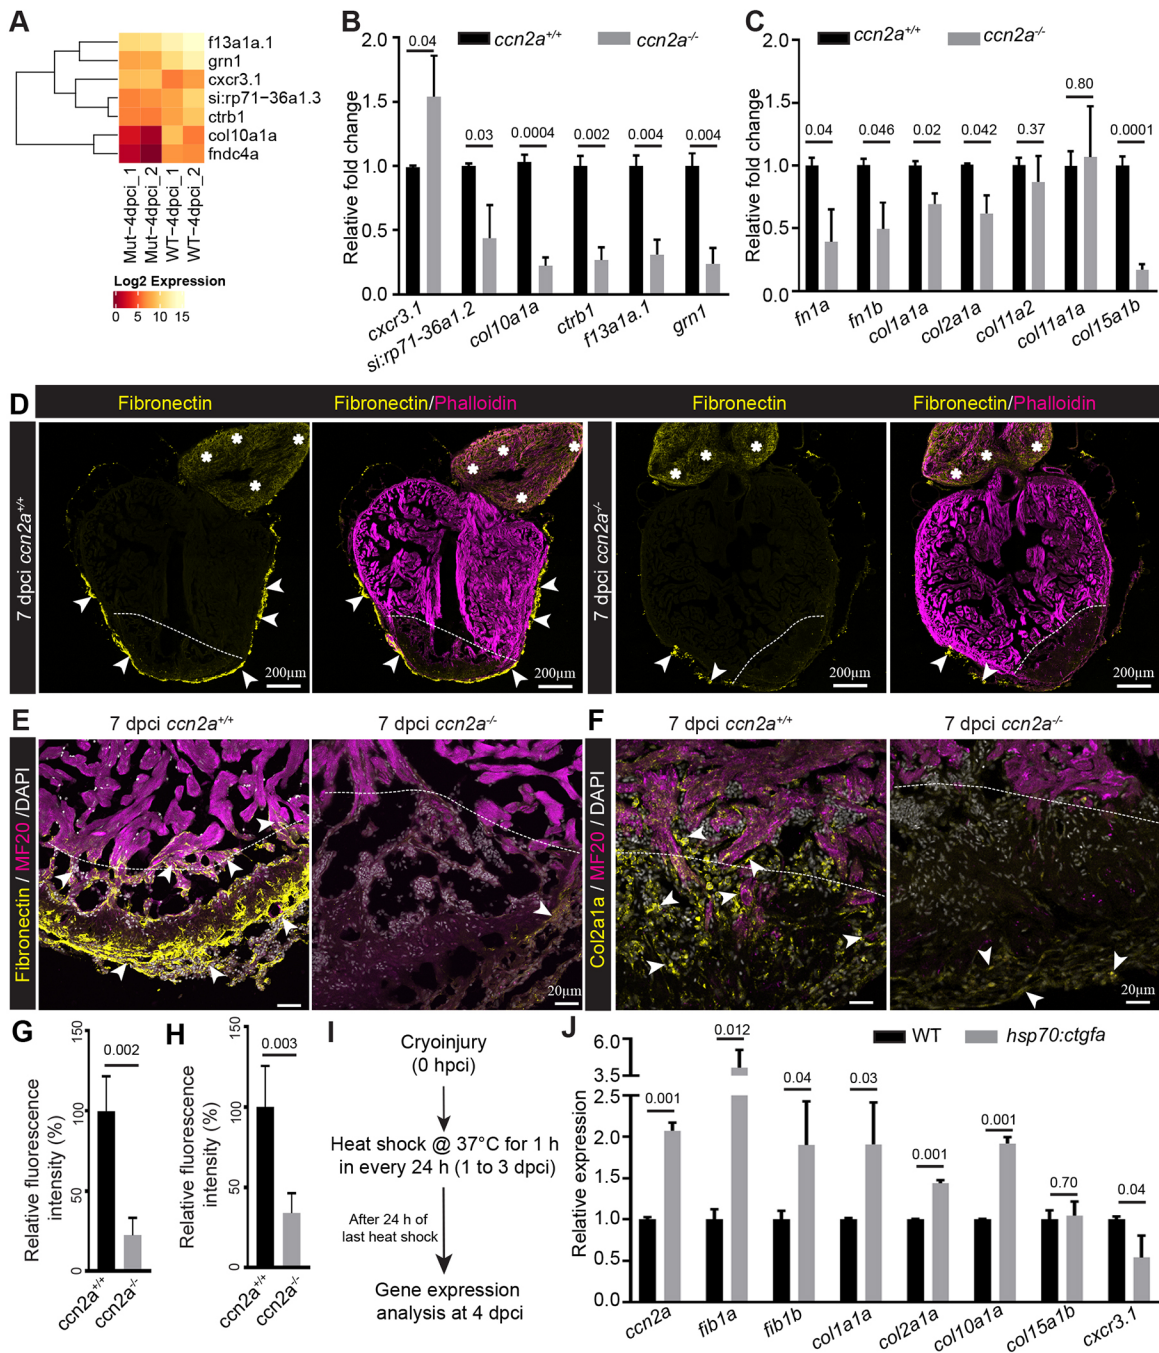 A
f13a1a.1
grn1
cxcr3.1
si:rp71−36a1.3
ctrb1
col10a1a
fndc4a
Mut−4dpci_1
Mut−4dpci_2
WT−4dpci_1
WT−4dpci_2
Log2 Expression
0 5 10 15
B
ccn2a+/+ ccn2a-/-
Relative fold change
2.0
1.5
1.0
0.5
0.0
0.04
0.03
0.0004
0.002
0.004
0.004
cxcr3.1
si:rp71-36a1.2
col10a1a
ctrb1
f13a1a.1
grn1
C
ccn2a+/+ ccn2a-/-
Relative fold change
2.0
1.5
1.0
0.5
0.0
0.04
0.046
0.02
0.042
0.37
0.80
0.0001
fn1a
fn1b
col1a1a
col2a1a
col11a2
col11a1a
col15a1b
D
Fibronectin
Fibronectin/Phalloidin
Fibronectin
Fibronectin/Phalloidin
7 dpci ccn2a+/+
200µm
200µm
7 dpci ccn2a-/-
200µm
200µm
E
7 dpci ccn2a+/+
7 dpci ccn2a-/-
Fibronectin / MF20 /DAPI
20µm
F
7 dpci ccn2a+/+
7 dpci ccn2a-/-
Col2a1a / MF20 / DAPI
20µm
G
Relative fluorescence
intensity (%)
150
100
50
0
0.002
ccn2a+/+
ccn2a-/-
H
Relative fluorescence
intensity (%)
150
100
50
0
0.003
ccn2a+/+
ccn2a-/-
I
Cryoinjury
(0 hpci)
Heat shock @ 37°C for 1 h
in every 24 h (1 to 3 dpci)
After 24 h of
last heat shock
Gene expression
analysis at 4 dpci
J
WT hsp70:ctgfa
Relative expression
6.0
3.5
2.5
2.0
1.5
1.0
0.5
0.0
0.001
0.012
0.04
0.03
0.001
0.001
0.70
0.04
ccn2a
fib1a
fib1b
col1a1a
col2a1a
col10a1a
col15a1b
cxcr3.1